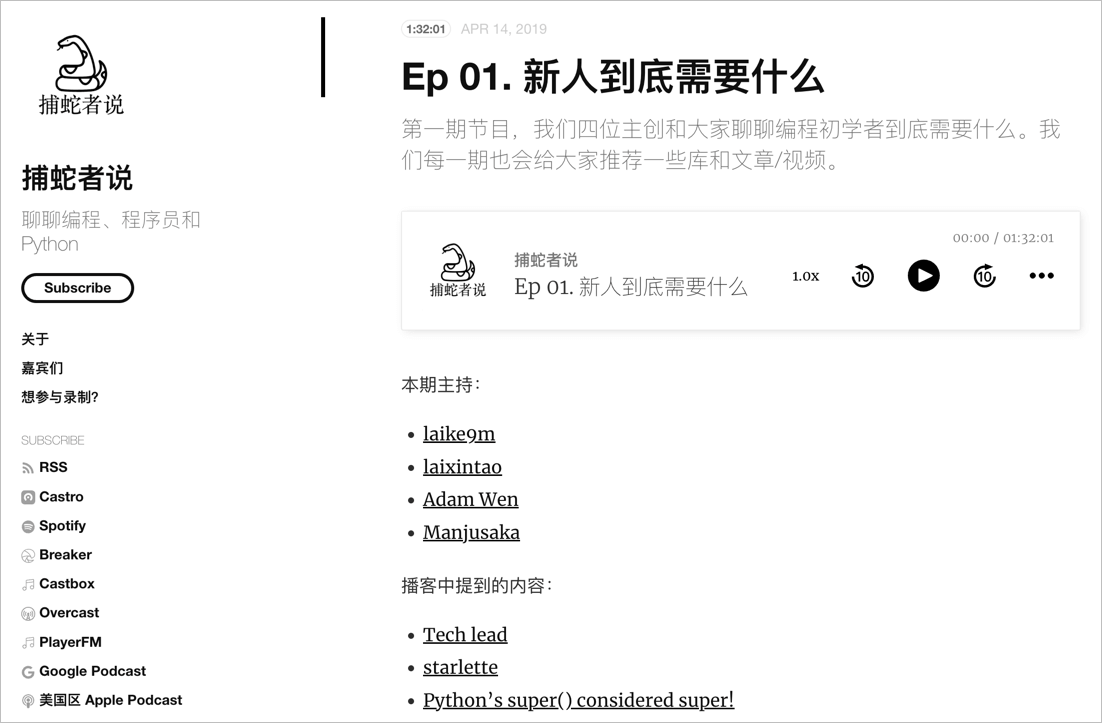 捕蛇者说
捕蛇者说
聊聊编程、程序员和
Python
Subscribe
关于
嘉宾们
想参与录制?
SUBSCRIBE
RSS
Castro
Spotify
Breaker
Castbox
Overcast
PlayerFM
Google Podcast
美国区 Apple Podcast
1:32:01 APR 14, 2019
Ep 01. 新人到底需要什么
第一期节目，我们四位主创和大家聊聊编程初学者到底需要什么。我
们每一期也会给大家推荐一些库和文章/视频。
00:00 / 01:32:01
捕蛇者说
捕蛇者说
Ep 01. 新人到底需要什么
1.0x
10
10
本期主持：
laike9m
laixintao
Adam Wen
Manjusaka
播客中提到的内容：
Tech lead
starlette
Python’s super() considered super!